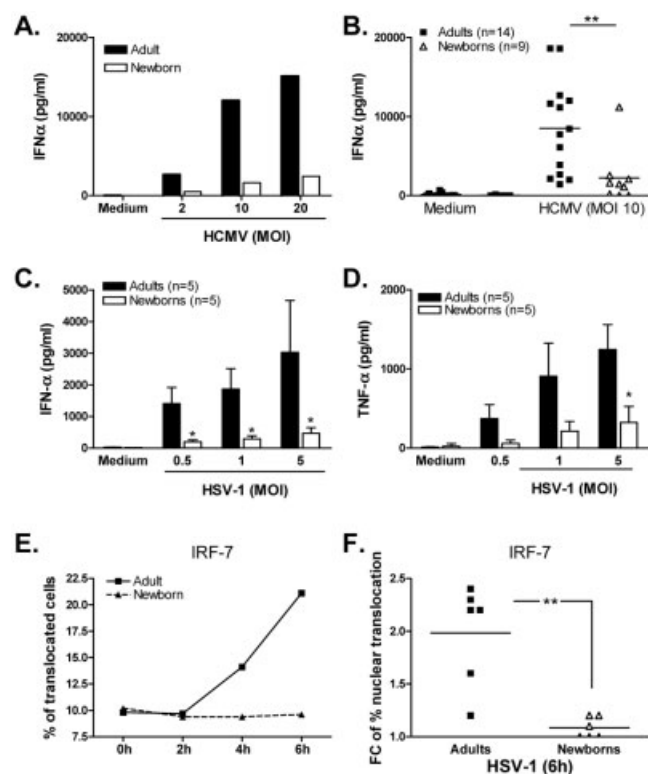 A.
Adult
Newborn
IFNα (pg/ml)
20000
10000
0
Medium 2 10 20
HCMV (MOI)
B.
Adults (n=14)
Newborns (n=9)
**
IFNα (pg/ml)
20000
10000
0
Medium HCMV (MOI 10)
C.
Adults (n=5)
Newborns (n=5)
IFN-α (pg/ml)
5000
4000
3000
2000
1000
0
* * *
Medium 0.5 1 5
HSV-1 (MOI)
D.
Adults (n=5)
Newborns (n=5)
TNF-α (pg/ml)
2000
1000
0
*
Medium 0.5 1 5
HSV-1 (MOI)
E.
IRF-7
Adult
Newborn
% of translocated cells
22.5
20.0
17.5
15.0
12.5
10.0
7.5
0h 2h 4h 6h
F.
IRF-7
**
FC of % nuclear translocation
2.5
2.0
1.5
1.0
Adults Newborns
HSV-1 (6h)